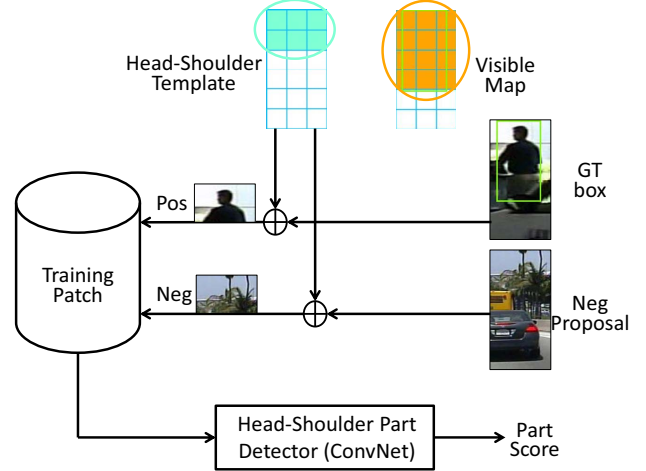 Head-Shoulder
Template
Visible
Map
GT
box
Pos
Training
Patch
Neg
Neg
Proposal
Head-Shoulder Part
Detector (ConvNet)
Part
Score